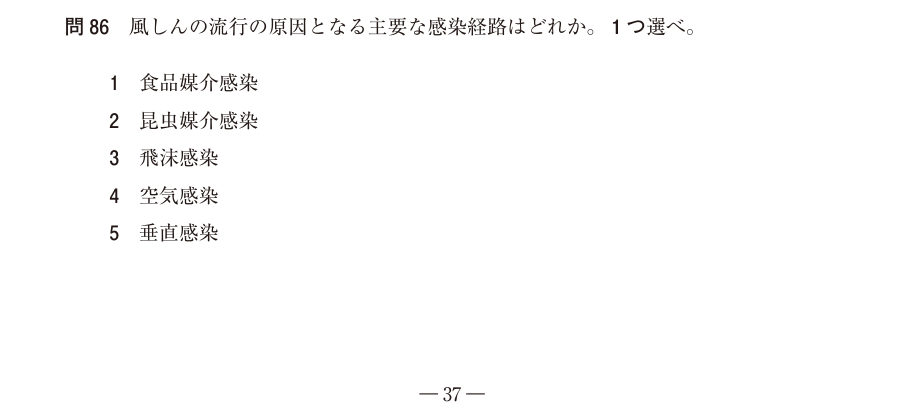 問 86 風しんの流行の原因となる主要な感染経路はどれか。1つ選べ。
1 食品媒介感染
2 昆虫媒介感染
3 飛沫感染
4 空気感染
5 垂直感染
— 37 —